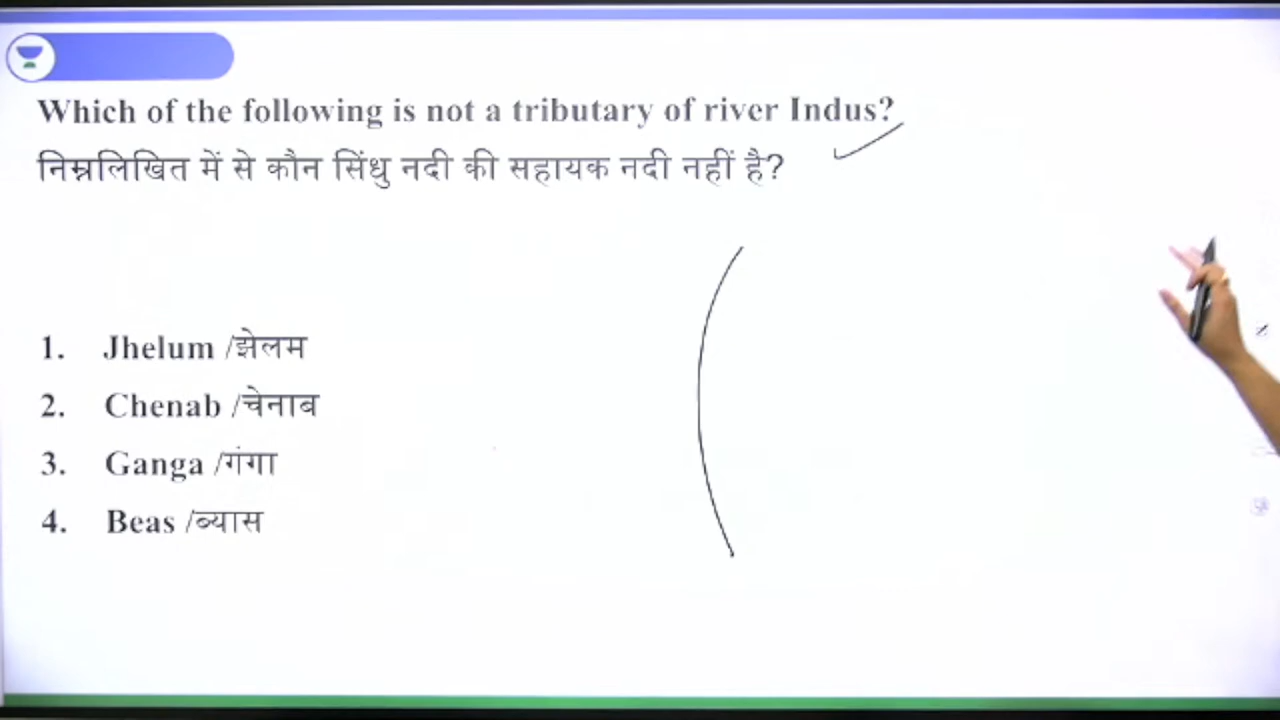 Which of the following is not a tributary of river Indus?
निम्नलिखित में से कौन सिंधु नदी की सहायक नदी नहीं है?
1. Jhelum /झेलम
2. Chenab /चेनाब
3. Ganga /गंगा
4. Beas /ब्यास